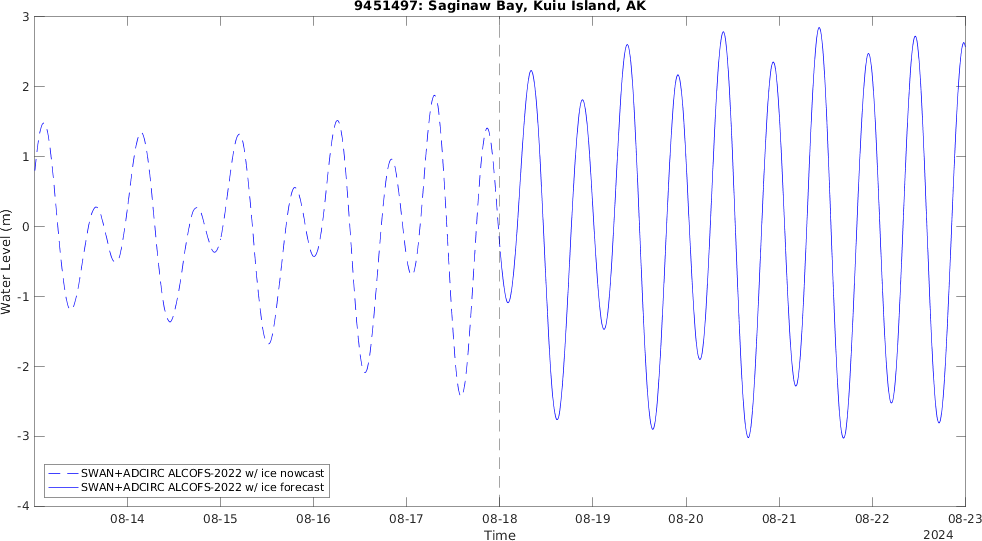 9451497: Saginaw Bay, Kuiu Island, AK
3
2
1
0
-1
-2
-3
-4
Water Level (m)
SWAN+ADCIRC ALCOFS-2022 w/ ice nowcast
SWAN+ADCIRC ALCOFS-2022 w/ ice forecast
08-14 08-15 08-16 08-17 08-18 08-19 08-20 08-21 08-22 08-23
Time
2024